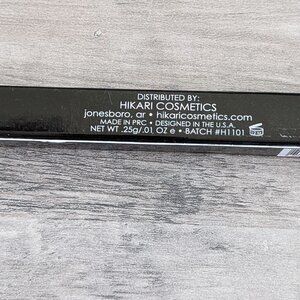 DISTRIBUTED BY:
HIKARI COSMETICS
jonesboro, ar • hikaricosmetics.com
MADE IN PRC • DESIGNED IN THE U.S.A.
NET WT .25g/.01 OZ e • BATCH #H1101